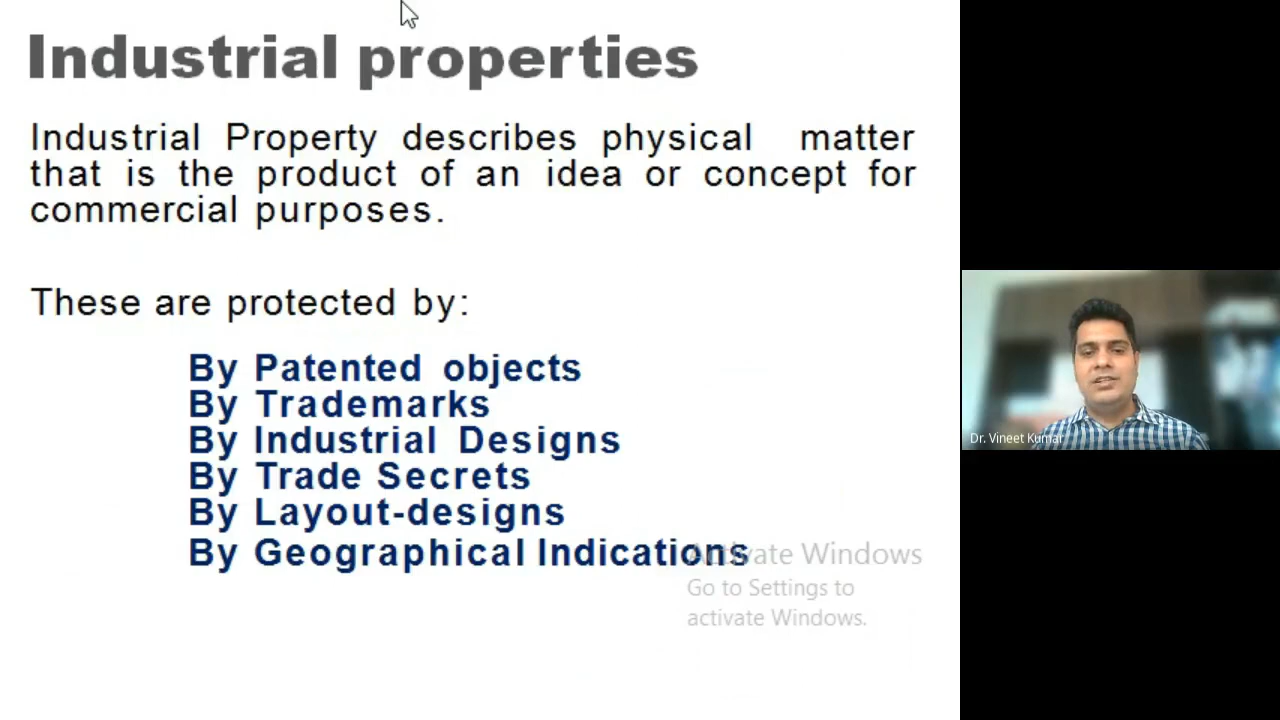 Industrial properties
Industrial Property describes physical matter
that is the product of an idea or concept for
commercial purposes.
These are protected by:
By Patented objects
By Trademarks
By Industrial Designs
By Trade Secrets
By Layout-designs
By Geographical Indications
Activate Windows
Go to Settings to
activate Windows.
Dr. Vineet Kumar